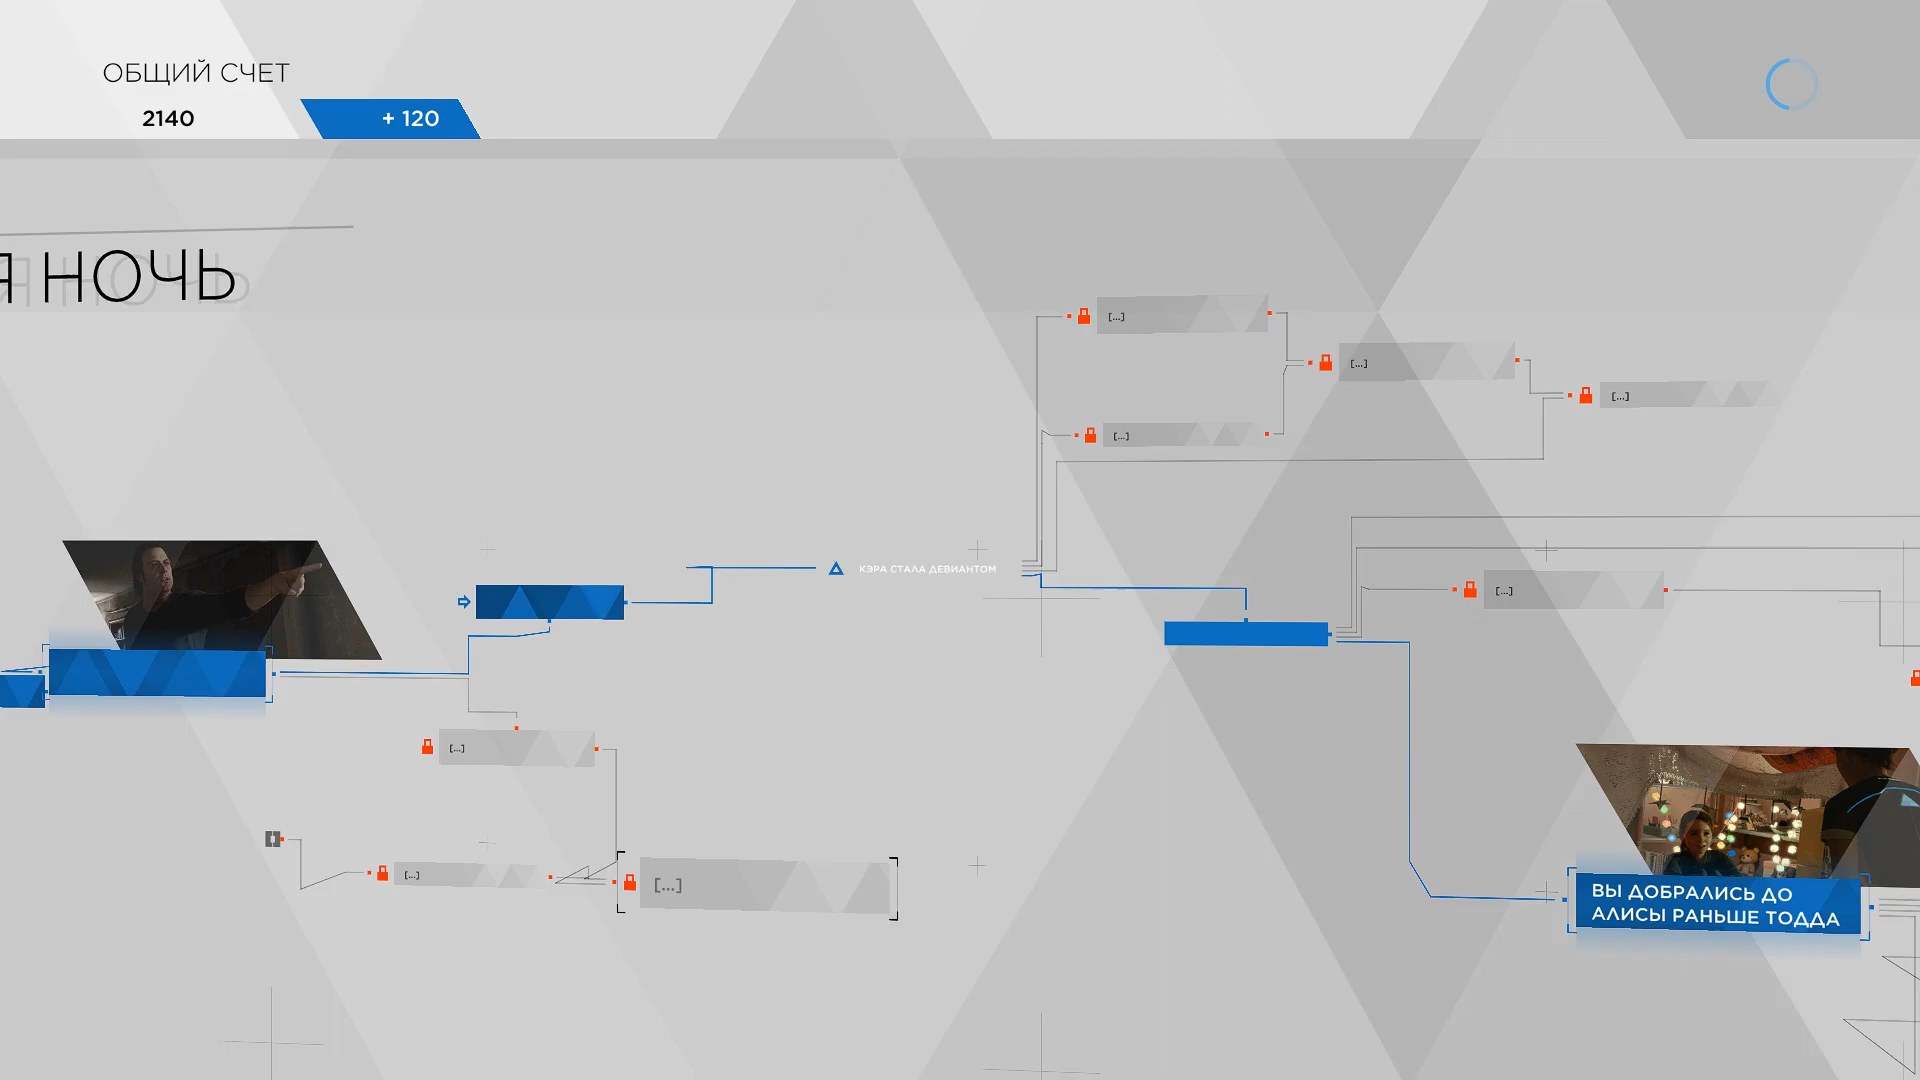 ОБЩИЙ СЧЕТ
2140
+ 120
Я НОЧЬ
[...]
[...]
[...]
[...]
КЭРА СТАЛА ДЕВИАНТОМ
[...]
[...]
[...]
[...]
ВЫ ДОБРАЛИСЬ ДО
АЛИСЫ РАНЬШЕ ТОДДА